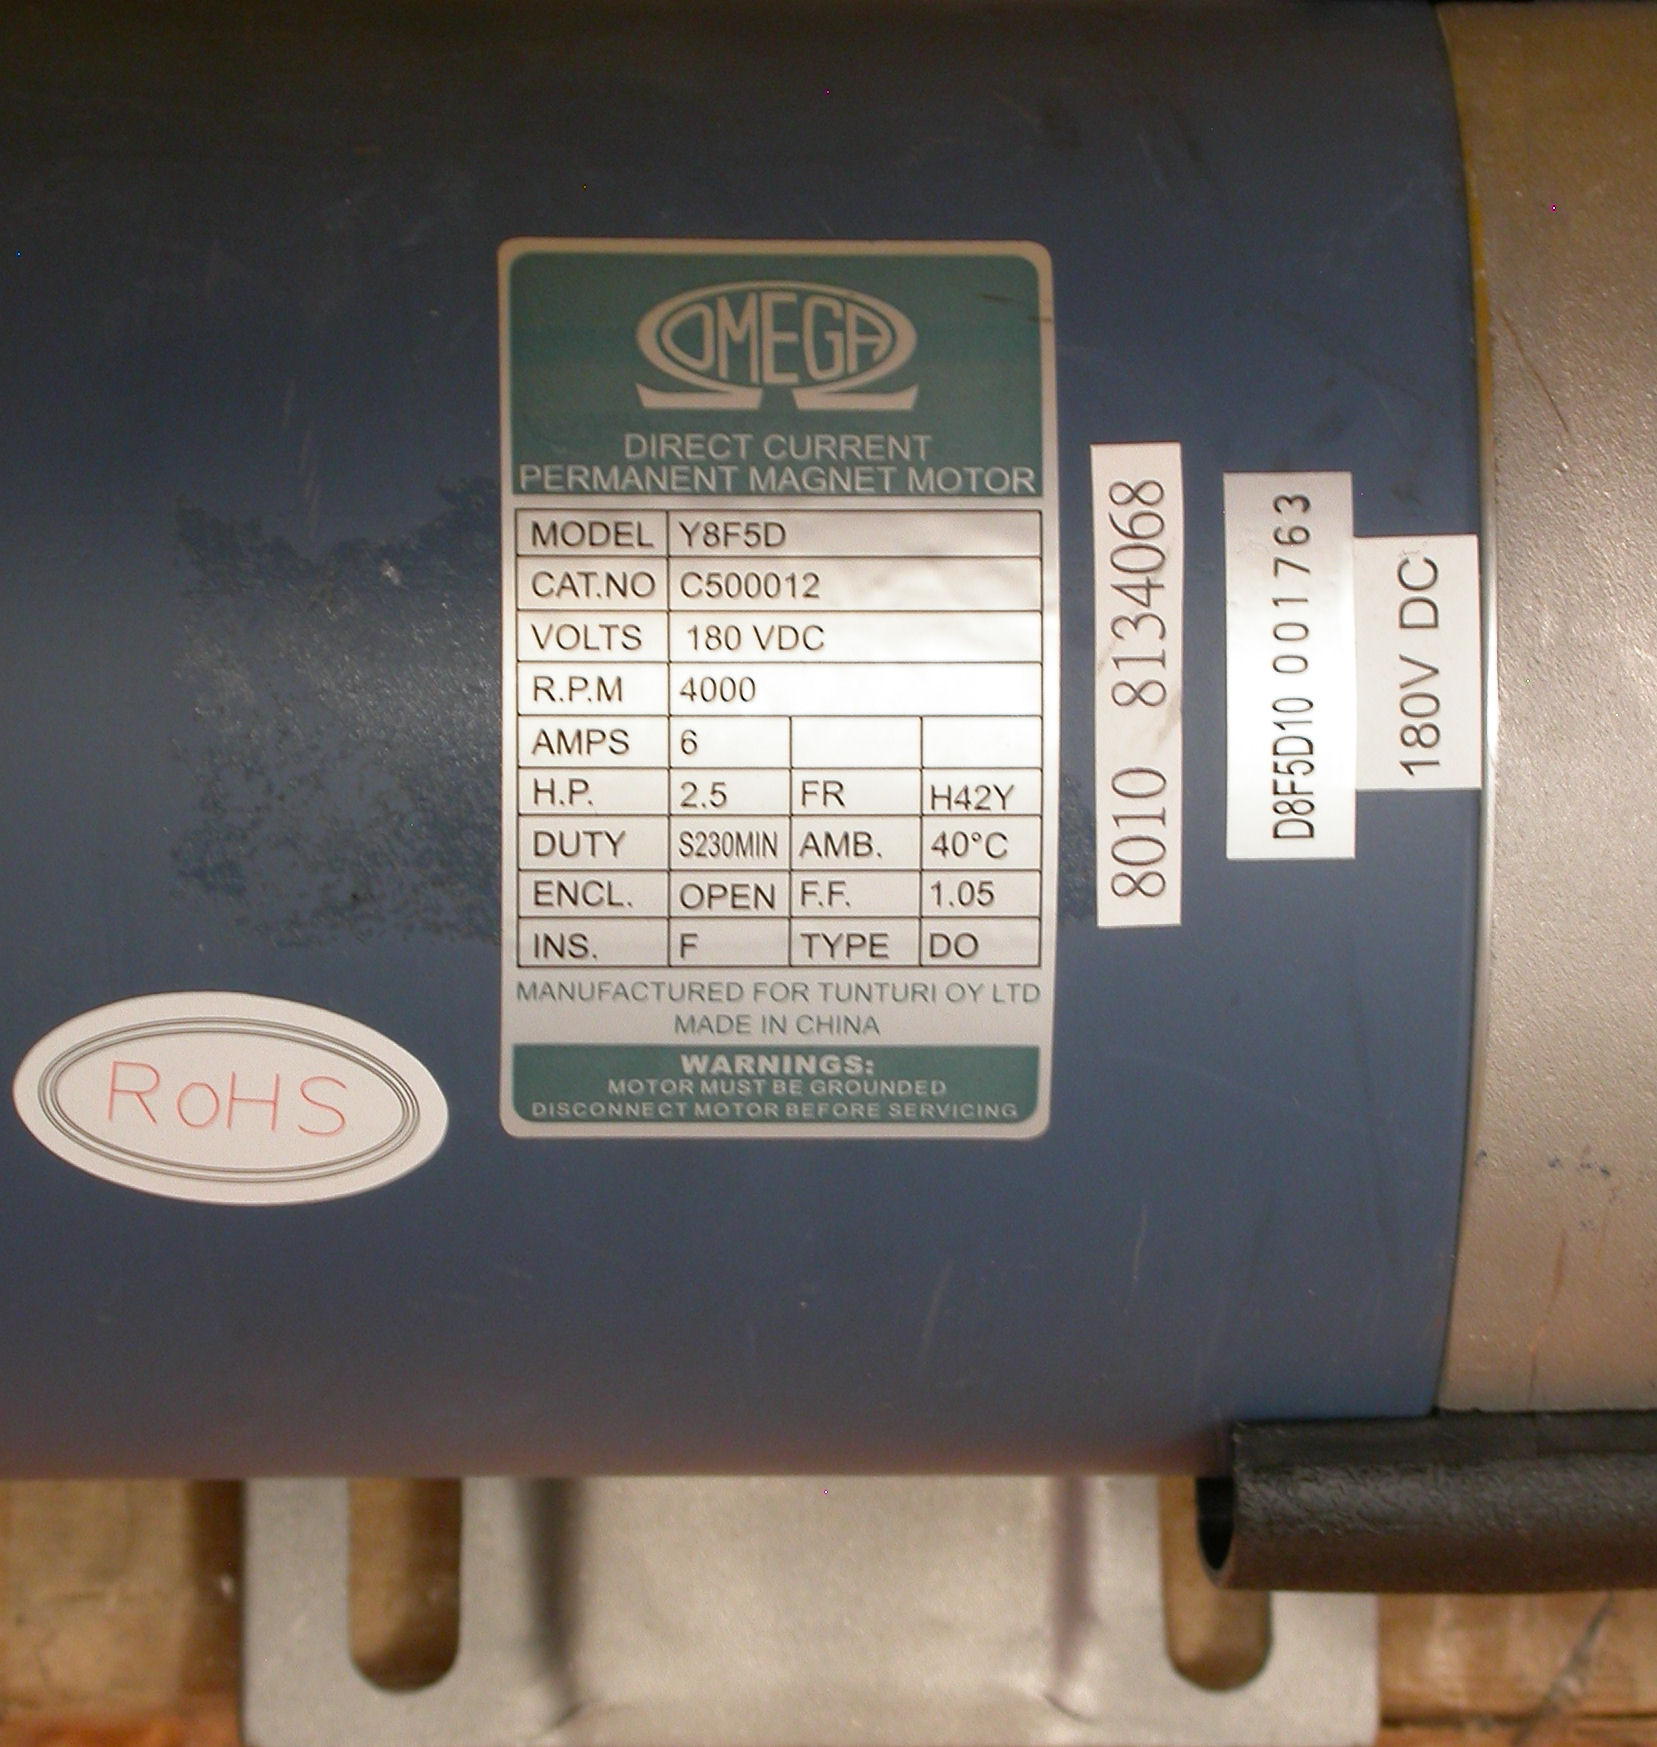 OMEGA
DIRECT CURRENT
PERMANENT MAGNET MOTOR
MODEL Y8F5D
CAT.NO C500012
VOLTS 180 VDC
R.P.M 4000
AMPS 6
H.P. 2.5 FR H42Y
DUTY S230MIN AMB. 40°C
ENCL. OPEN F.F. 1.05
INS. F TYPE DO
MANUFACTURED FOR TUNTURI OY LTD
MADE IN CHINA
WARNINGS:
MOTOR MUST BE GROUNDED
DISCONNECT MOTOR BEFORE SERVICING
8010 8134068
D8F5D10 001763
180V DC
RoHS